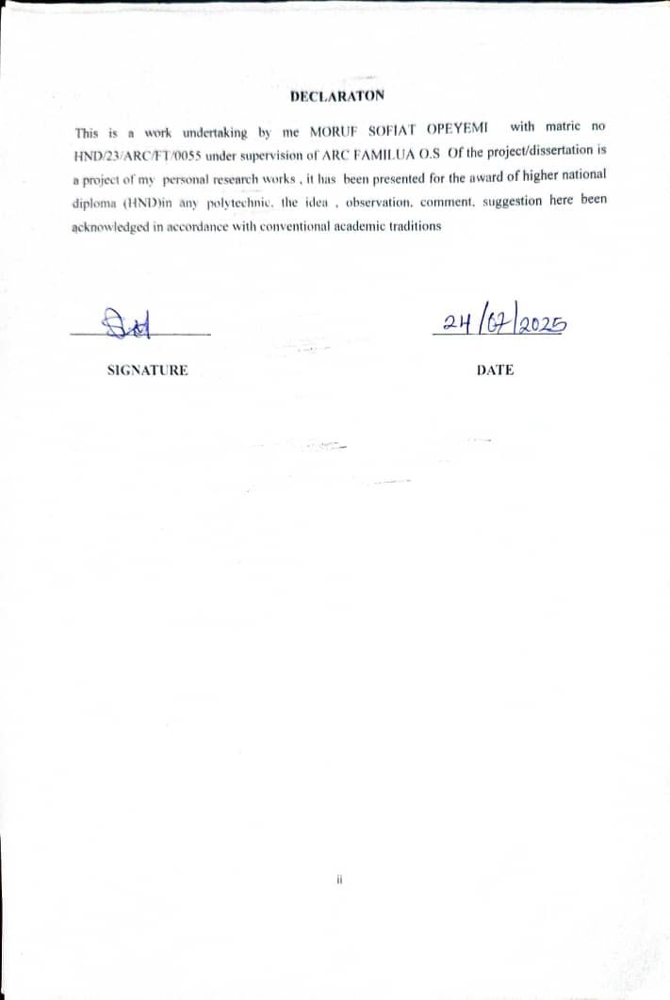 DECLARATON
This is a work undertaking by me MORUF SOFIAT OPEYEMI with matric no
HND/23/ARC/FT/0055 under supervision of ARC FAMILUA O.S Of the project/dissertation is
a project of my personal research works , it has been presented for the award of higher national
diploma (HND)in any polytechnic. the idea , observation, comment, suggestion here been
acknowledged in accordance with conventional academic traditions
24/07/2025
SIGNATURE DATE
ii